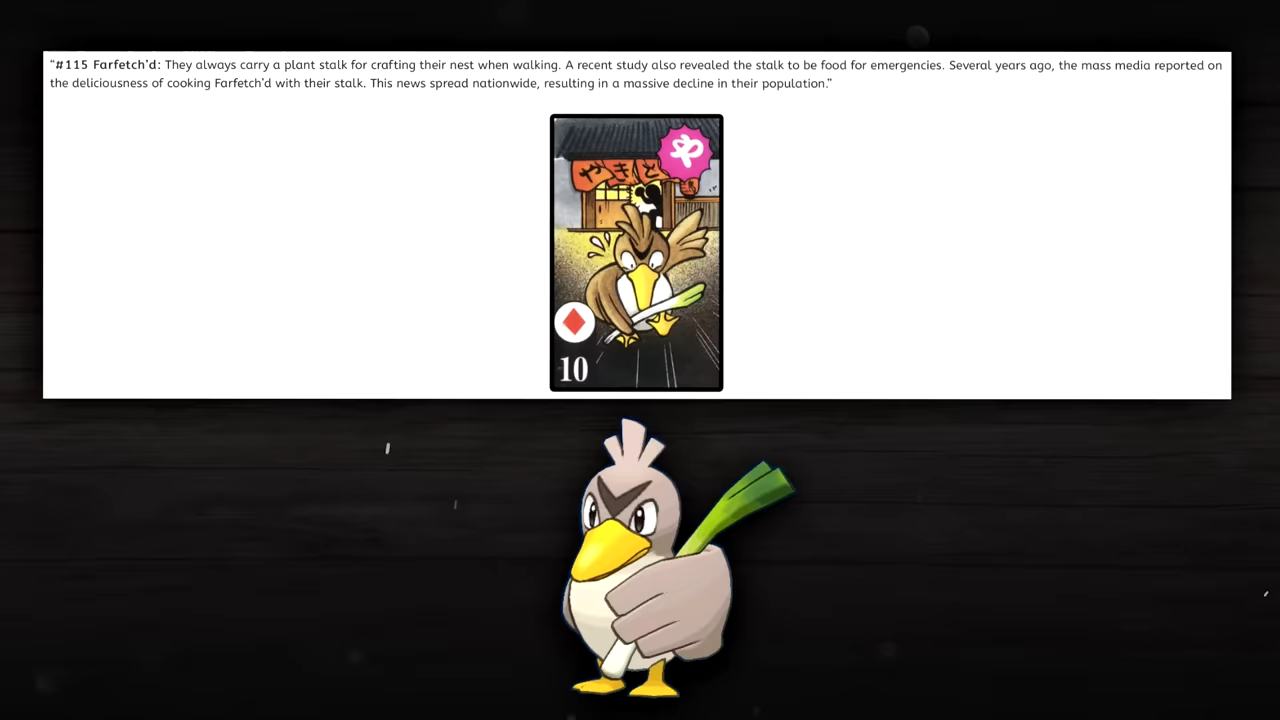 “#115 Farfetch’d: They always carry a plant stalk for crafting their nest when walking. A recent study also revealed the stalk to be food for emergencies. Several years ago, the mass media reported on
the deliciousness of cooking Farfetch’d with their stalk. This news spread nationwide, resulting in a massive decline in their population.”
や
やきと
10